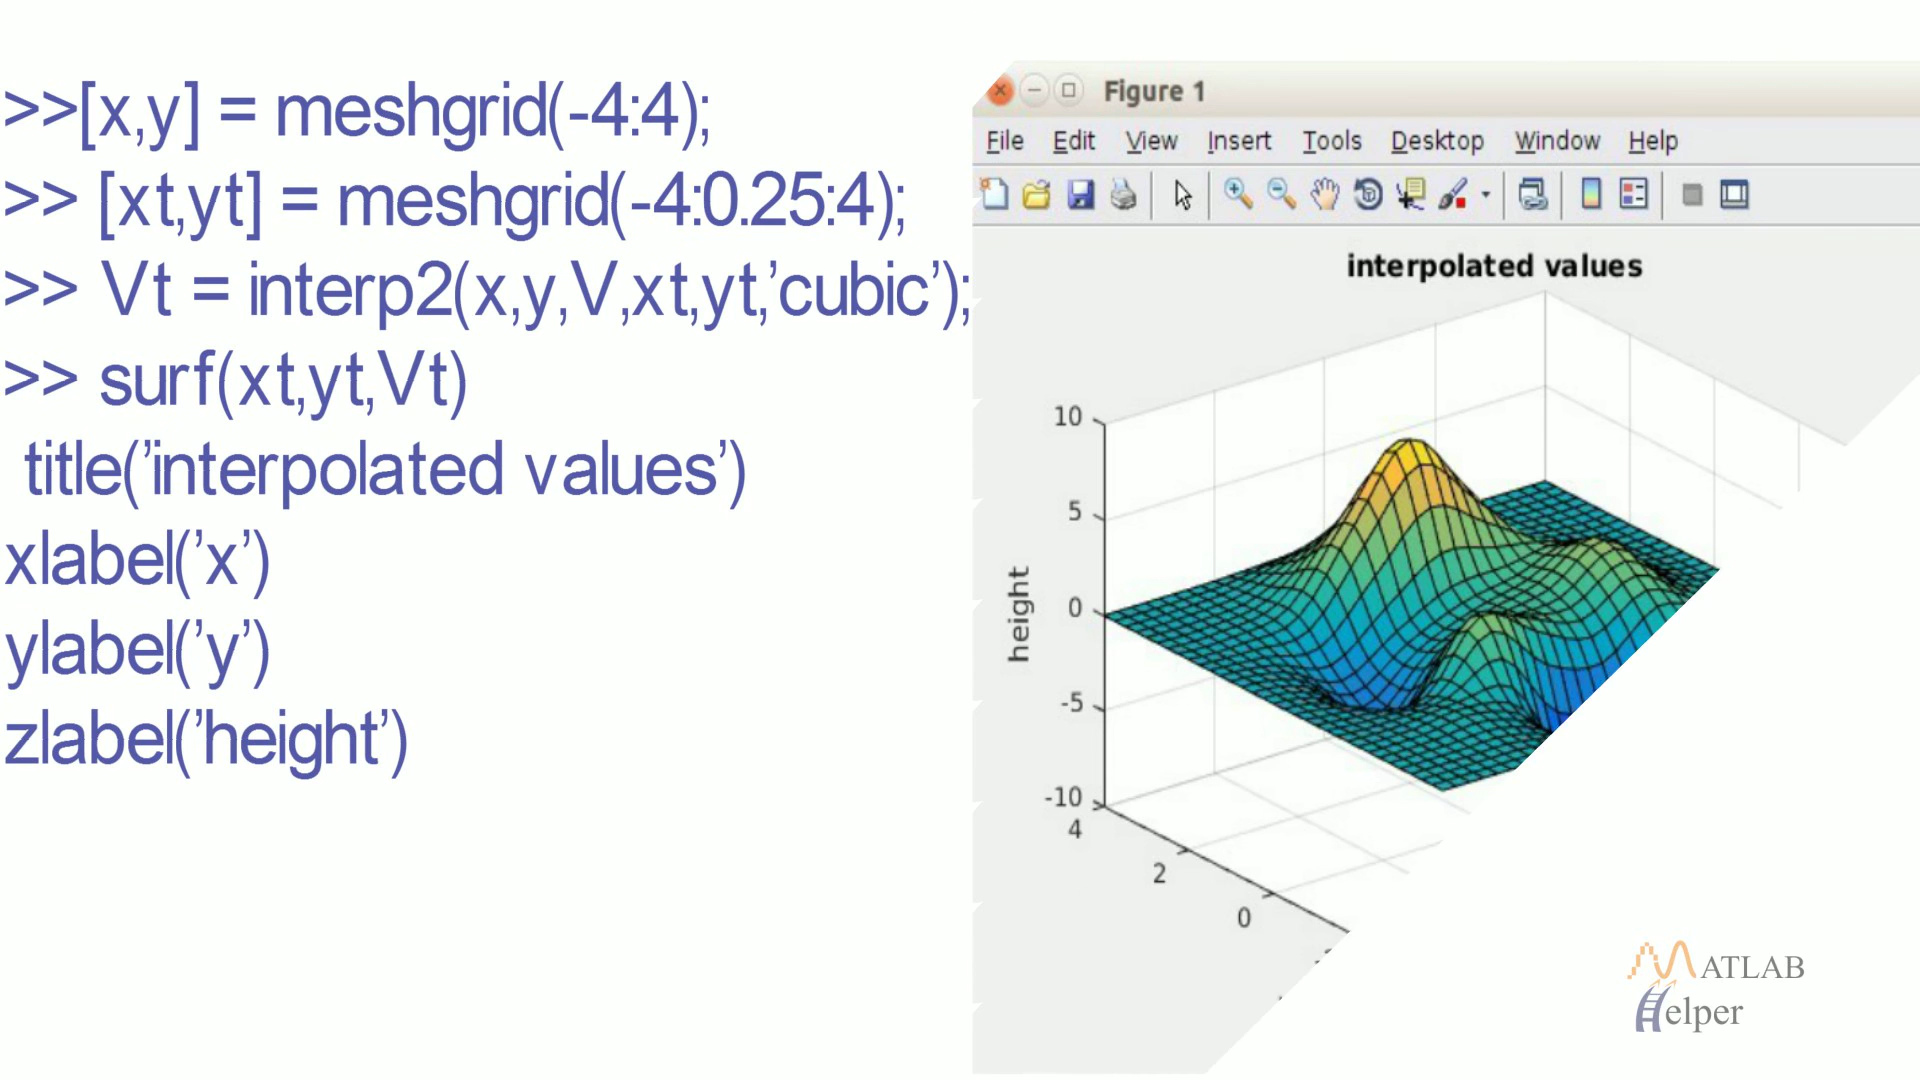 >>[x,y] = meshgrid(-4:4);
>> [xt,yt] = meshgrid(-4:0.25:4);
>> Vt = interp2(x,y,V,xt,yt,’cubic’);
>> surf(xt,yt,Vt)
title(’interpolated values’)
xlabel(’x’)
ylabel(’y’)
zlabel(’height’)
Figure 1
File Edit View Insert Tools Desktop Window Help
interpolated values
10
5
0
-5
-10
height
4
2
0
MATLAB
Helper